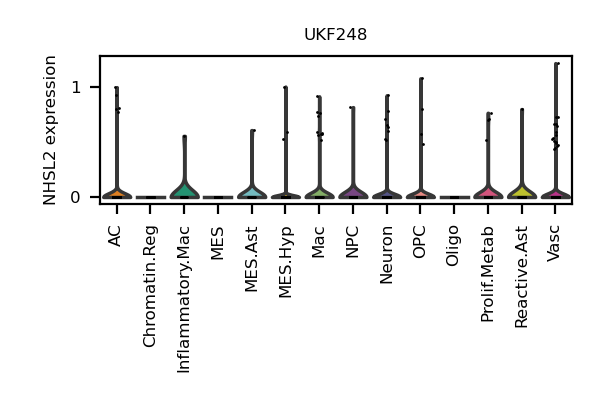 UKF248
NHSL2 expression
1
0
AC
Chromatin.Reg
Inflammatory.Mac
MES
MES.Ast
MES.Hyp
Mac
NPC
Neuron
OPC
Oligo
Prolif.Metab
Reactive.Ast
Vasc